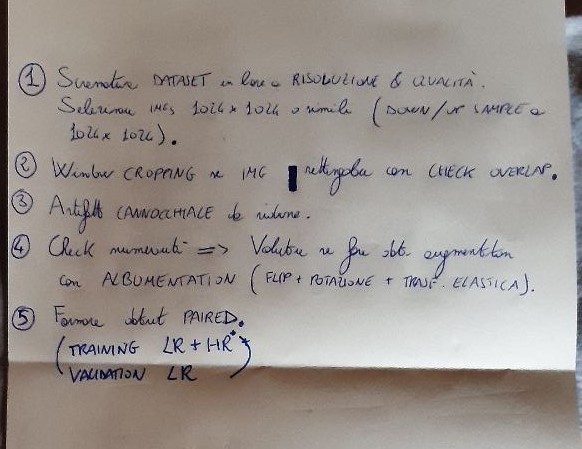 ① Scremature DATASET in base a RISOLUZIONE & QUALITÀ.
Selezionare IMGs 1024 x 1024 o simile (DOWN/UP SAMPLE a
1024 x 1024).
② Window CROPPING se IMG rettangolare con CHECK OVERLAP.
③ Artefatto CANNOCCHIALE da ridurre.
④ Check numerosità => Valutare se fare data augmentation
con ALBUMENTATION (FLIP + ROTAZIONE + TRASF. ELASTICA).
⑤ Formare dataset PAIRED.
(TRAINING LR + HR
VALIDATION LR)